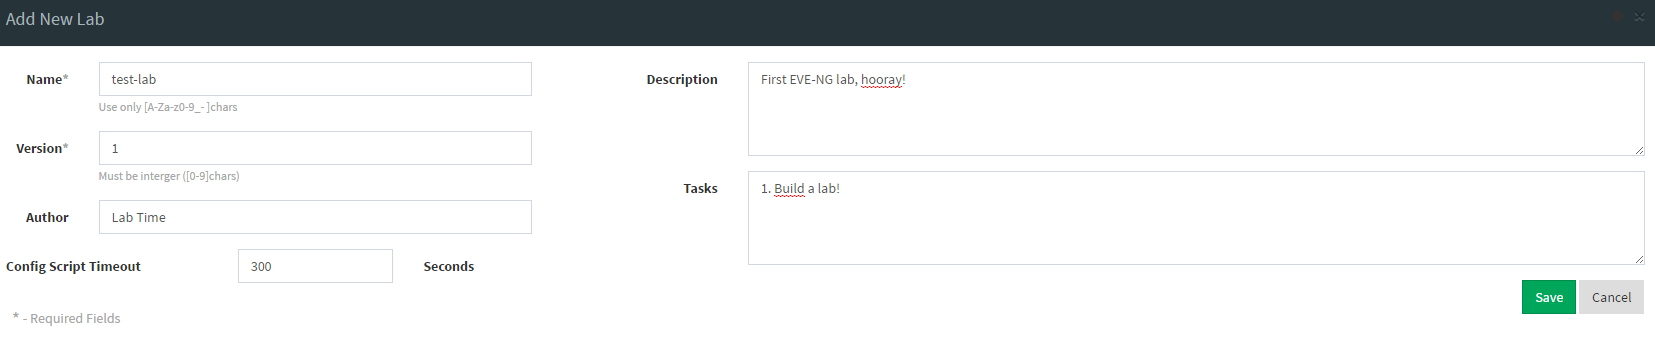 Add New Lab
Name*
test-lab
Use only [A-Za-z0-9_- ]chars
Version*
1
Must be interger ([0-9]chars)
Author
Lab Time
Config Script Timeout
300
Seconds
* - Required Fields
Description
First EVE-NG lab, hooray!
Tasks
1. Build a lab!
Save
Cancel